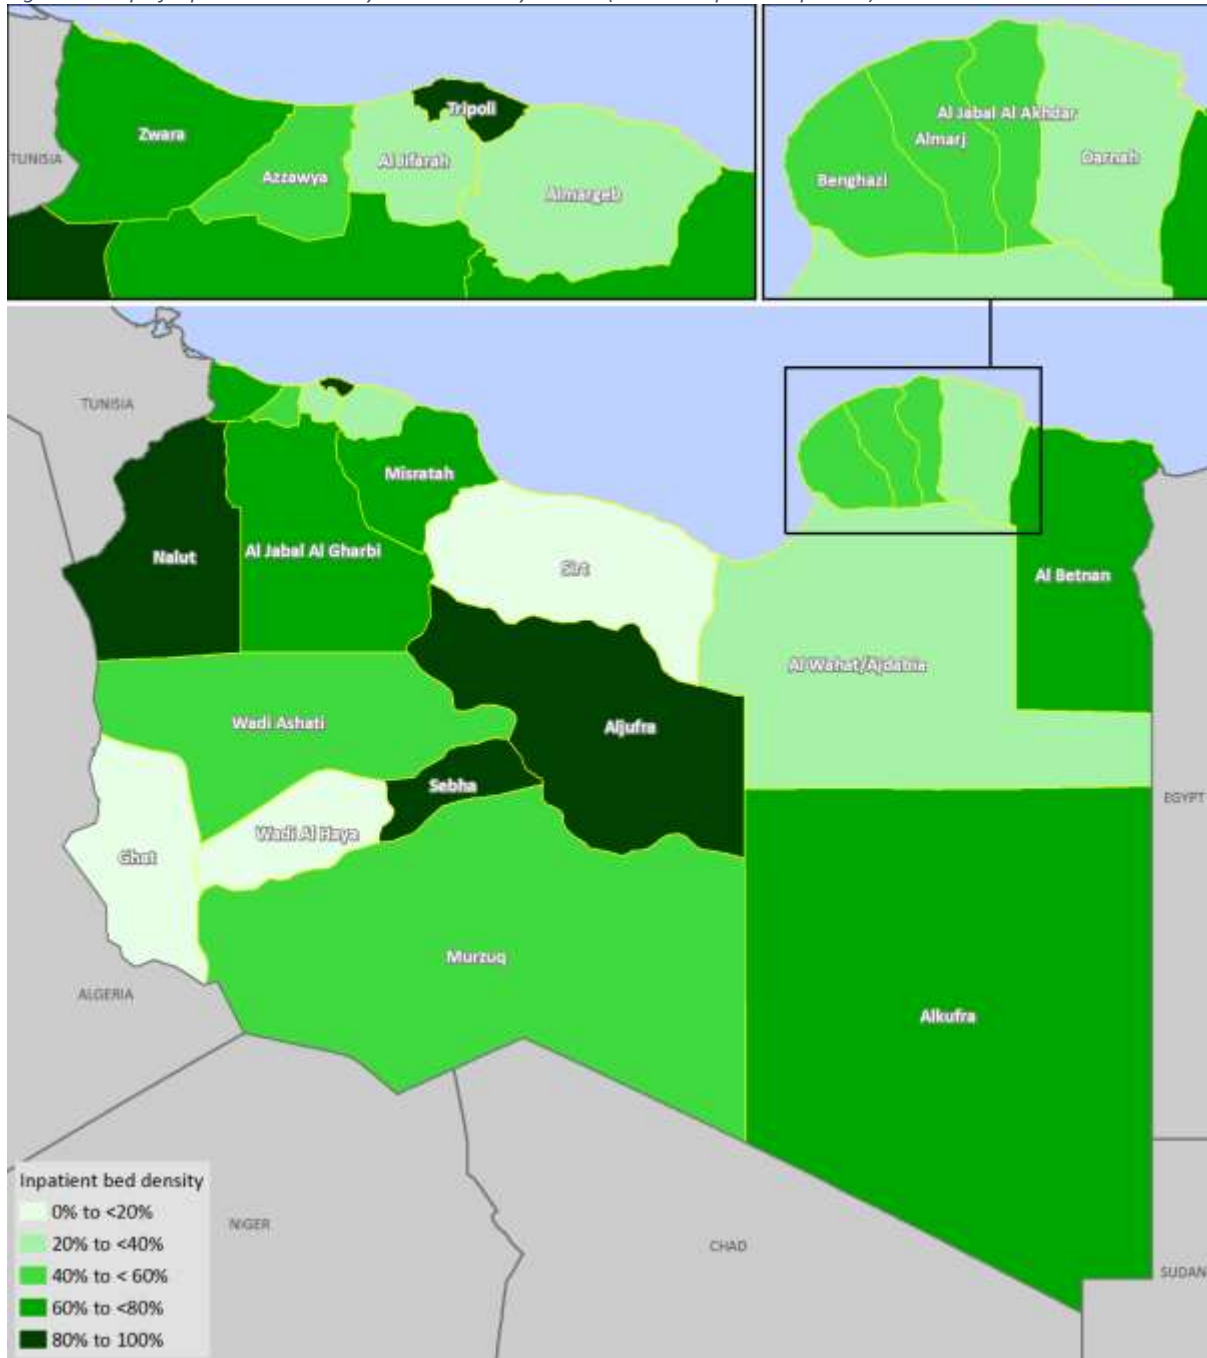 Tripoli
Zwara
TUNISIA
Azzawya
Al Jifarah
Almargeb
Al Jabal Al Akhdar
Almarj
Darnah
Benghazi
TUNISIA
Misratah
Nalut
Al Jabal Al Gharbi
Sirt
Al Betnan
Al Wahat/Ajdabia
Wadi Ashati
Aljufra
Sebha
EGYPT
Wadi Al Haya
Ghat
Murzuq
ALGERIA
Alkufra
Inpatient bed density
0% to <20%
20% to <40%
40% to < 60%
60% to <80%
80% to 100%
NIGER
CHAD
SUDAN